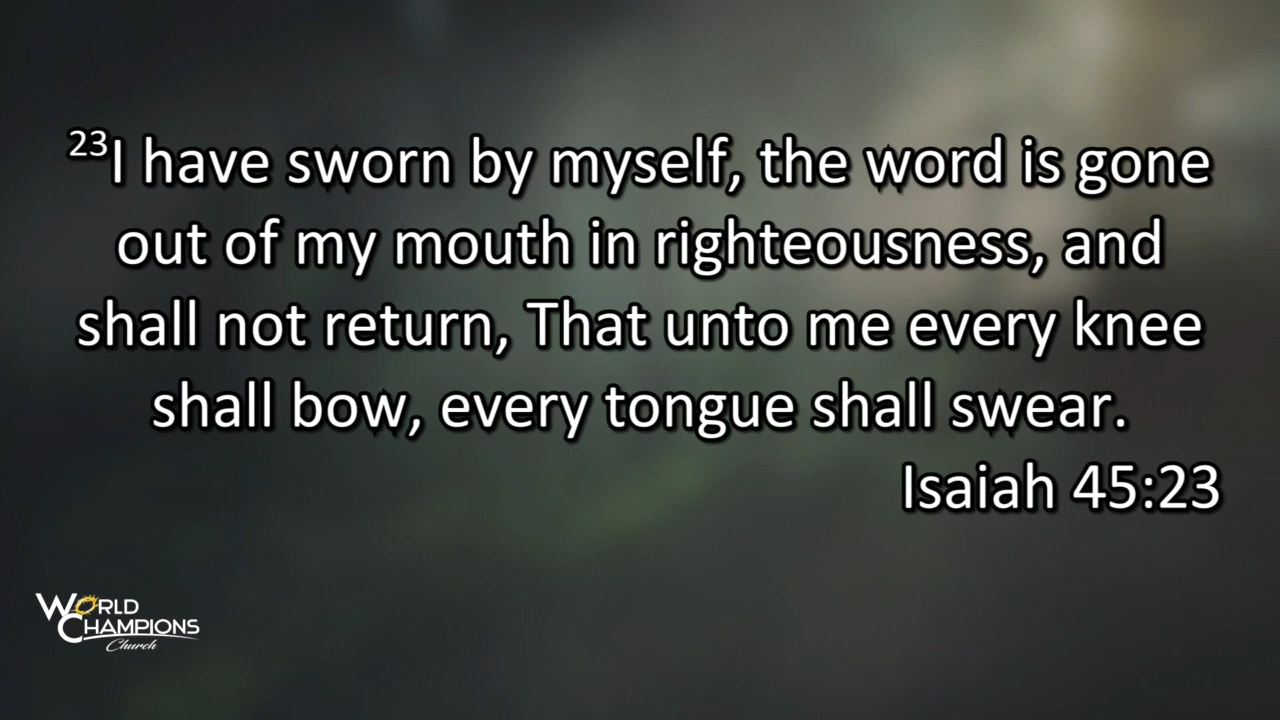 23I have sworn by myself, the word is gone
out of my mouth in righteousness, and
shall not return, That unto me every knee
shall bow, every tongue shall swear.
Isaiah 45:23
WORLD
CHAMPIONS
Church